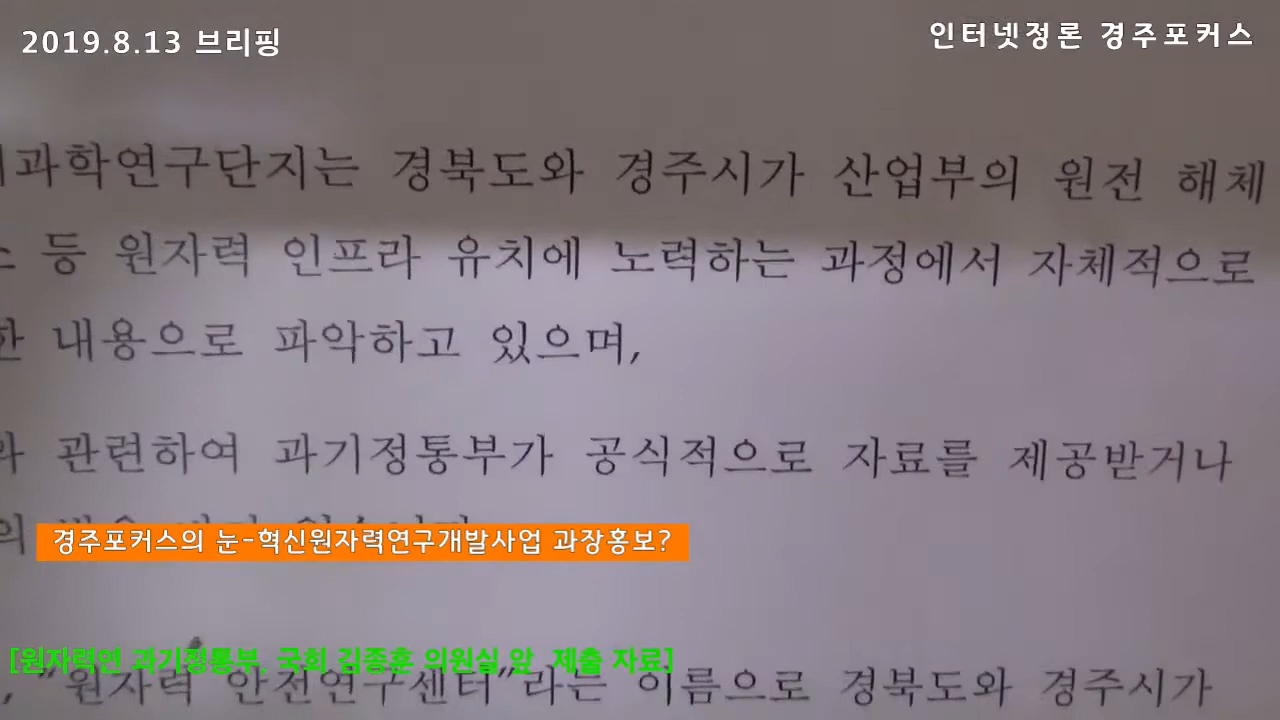 2019.8.13 브리핑
인터넷정론 경주포커스
과학연구단지는 경북도와 경주시가 산업부의 원전 해체
등 원자력 인프라 유치에 노력하는 과정에서 자체적으로
한 내용으로 파악하고 있으며,
관련하여 과기정통부가 공식적으로 자료를 제공받거나
의
경주포커스의 눈-혁신원자력연구개발사업 과장홍보?
[원자력연 과기정통부 국회 김종훈 의원실 앞 제출 자료]
, "원자력 안전연구센터"라는 이름으로 경북도와 경주시가